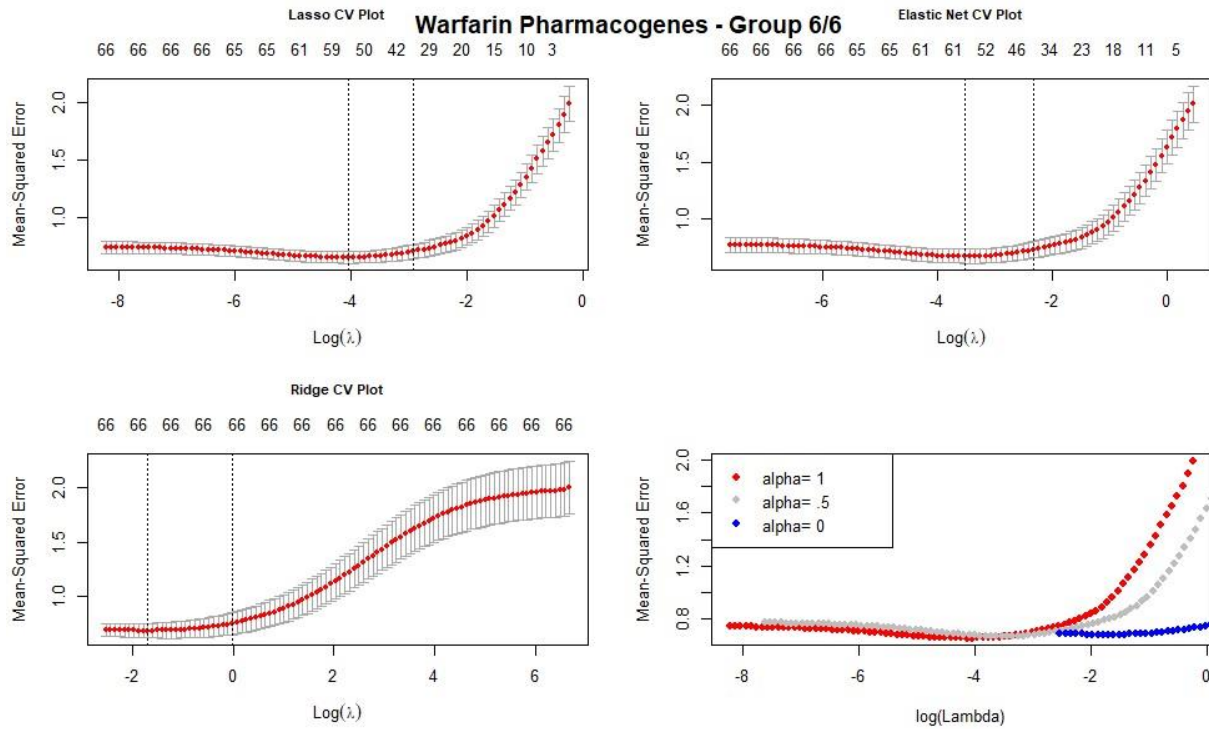 Warfarin Pharmacogenes - Group 6/6
Lasso CV Plot
66 66 66 66 65 65 61 59 50 42 29 20 15 10 3
Mean-Squared Error
2.0
1.5
1.0
-8 -6 -4 -2 0
Log(λ)
Elastic Net CV Plot
66 66 66 66 65 65 61 61 52 46 34 23 18 11 5
Mean-Squared Error
2.0
1.5
1.0
-6 -4 -2 0
Log(λ)
Ridge CV Plot
66 66 66 66 66 66 66 66 66 66 66 66 66 66 66
Mean-Squared Error
2.0
1.5
1.0
-2 0 2 4 6
Log(λ)
Mean-Squared Error
2.0
1.6
1.2
0.8
alpha= 1
alpha= .5
alpha= 0
-8 -6 -4 -2 0
log(Lambda)